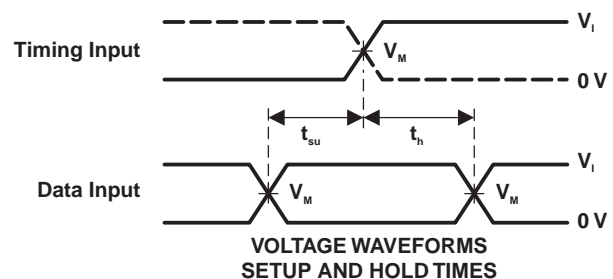 V_I
Timing Input
V_M
0 V
t_su
t_h
V_I
Data Input
V_M
V_M
0 V
VOLTAGE WAVEFORMS
SETUP AND HOLD TIMES